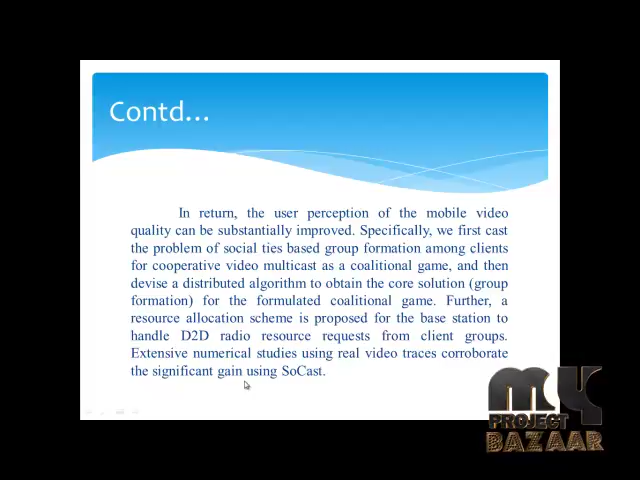 Contd...
In return, the user perception of the mobile video
quality can be substantially improved. Specifically, we first cast
the problem of social ties based group formation among clients
for cooperative video multicast as a coalitional game, and then
devise a distributed algorithm to obtain the core solution (group
formation) for the formulated coalitional game. Further, a
resource allocation scheme is proposed for the base station to
handle D2D radio resource requests from client groups.
Extensive numerical studies using real video traces corroborate
the significant gain using SoCast.
PROJECT
BAZAAR